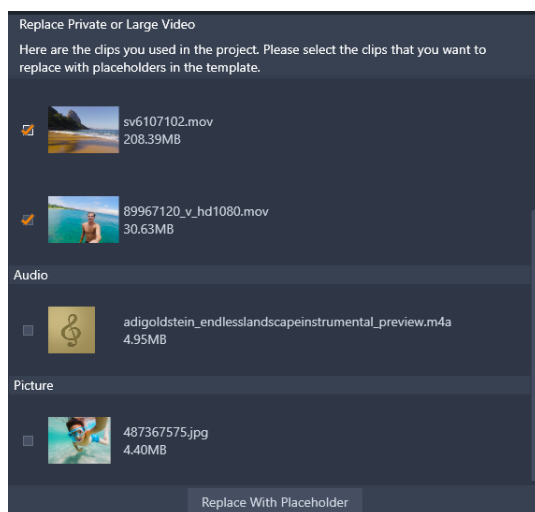 Replace Private or Large Video
Here are the clips you used in the project. Please select the clips that you want to
replace with placeholders in the template.
sv6107102.mov
208.39MB
89967120_v_hd1080.mov
30.63MB
Audio
adigoldstein_endlesslandscapeinstrumental_preview.m4a
4.95MB
Picture
487367575.jpg
4.40MB
Replace With Placeholder